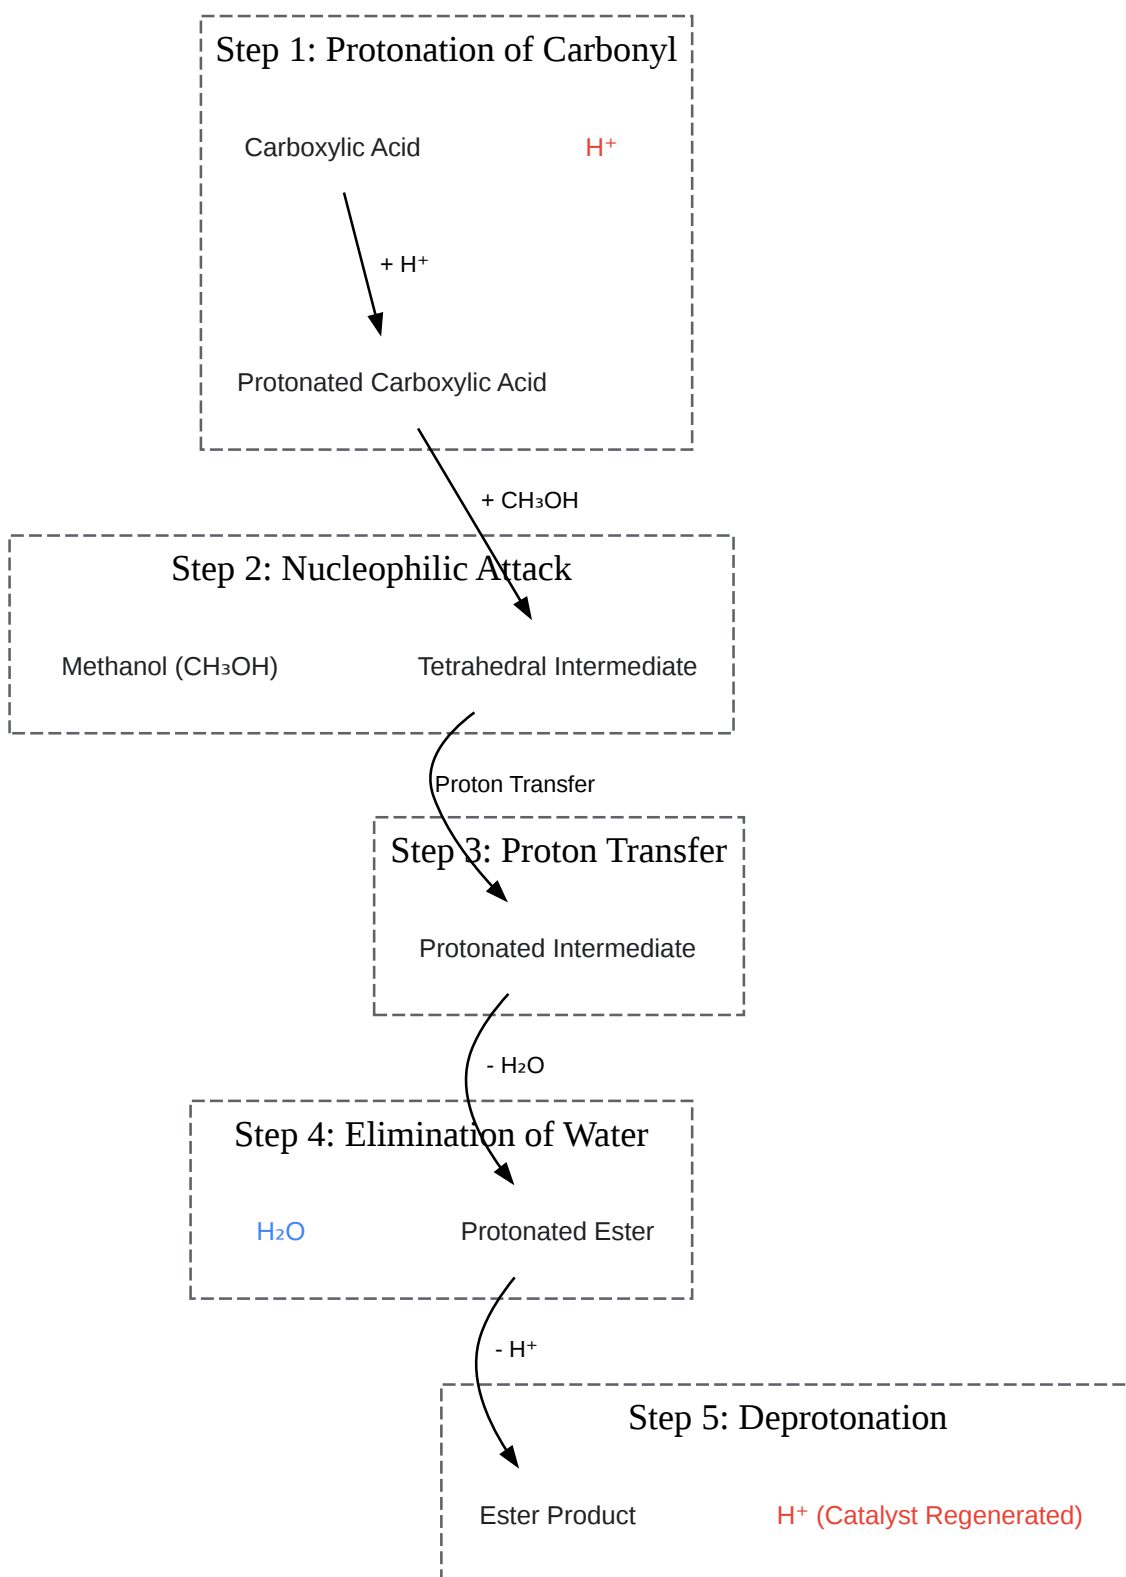 Step 1: Protonation of Carbonyl
Carboxylic Acid
H⁺
+ H⁺
Protonated Carboxylic Acid
+ CH₃OH
Step 2: Nucleophilic Attack
Methanol (CH₃OH)
Tetrahedral Intermediate
Proton Transfer
Step 3: Proton Transfer
Protonated Intermediate
- H₂O
Step 4: Elimination of Water
H₂O
Protonated Ester
- H⁺
Step 5: Deprotonation
Ester Product
H⁺ (Catalyst Regenerated)